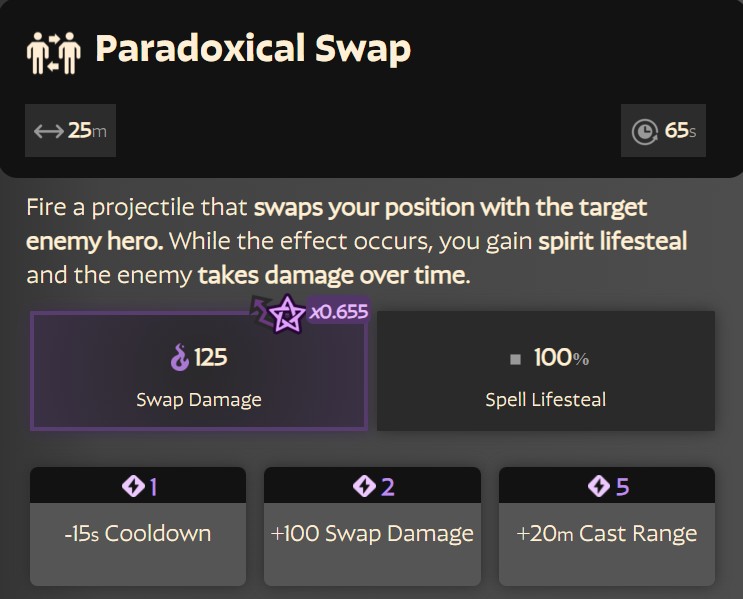 Paradoxical Swap
25m
65s
Fire a projectile that swaps your position with the target
enemy hero. While the effect occurs, you gain spirit lifesteal
and the enemy takes damage over time.
x0.655
125
Swap Damage
100%
Spell Lifesteal
1
-15s Cooldown
2
+100 Swap Damage
5
+20m Cast Range